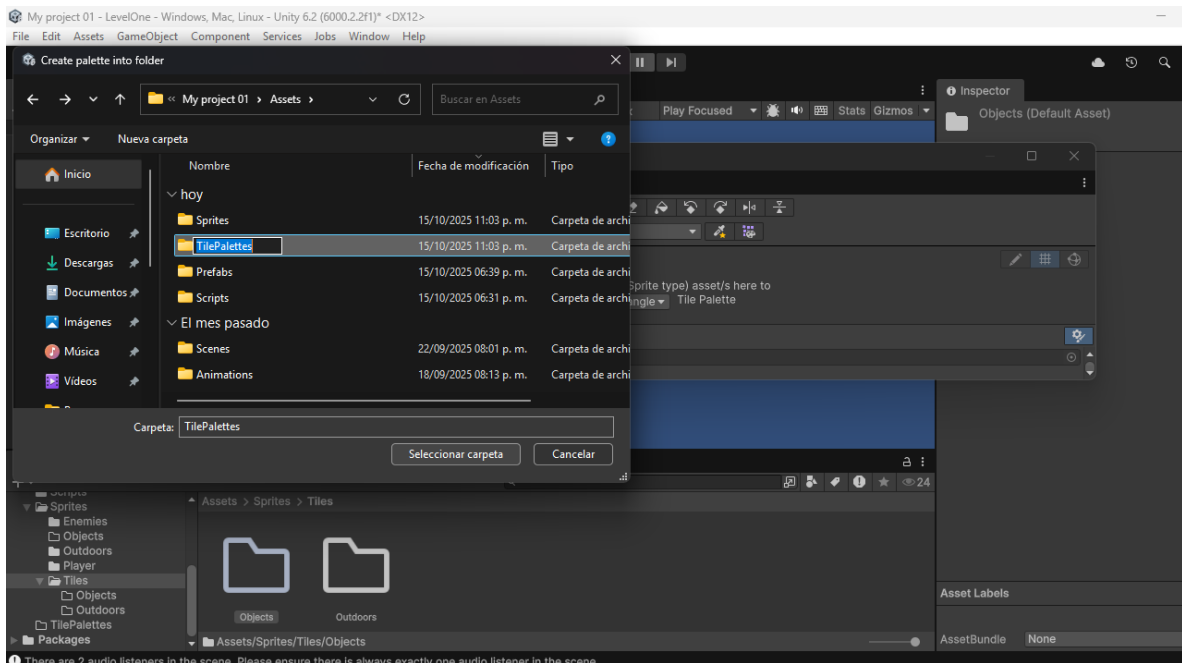 My project 01 - LevelOne - Windows, Mac, Linux - Unity 6.2 (6000.2.2f1)* <DX12>
File Edit Assets GameObject Component Services Jobs Window Help
Create palette into folder
« My project 01 › Assets ›
Buscar en Assets
Organizar Nueva carpeta
Inicio
Escritorio
Descargas
Documentos
Imágenes
Música
Vídeos
Nombre Fecha de modificación Tipo
hoy
Sprites 15/10/2025 11:03 p. m. Carpeta de archi
TilePalettes 15/10/2025 11:03 p. m. Carpeta de archi
Prefabs 15/10/2025 06:39 p. m. Carpeta de archi
Scripts 15/10/2025 06:31 p. m. Carpeta de archi
El mes pasado
Scenes 22/09/2025 08:01 p. m. Carpeta de archi
Animations 18/09/2025 08:13 p. m. Carpeta de archi
Carpeta: TilePalettes
Seleccionar carpeta Cancelar
Play Focused Stats Gizmos
Inspector
Objects (Default Asset)
Sprite type) asset/s here to
ngle Tile Palette
24
Scripts
Sprites
Enemies
Objects
Outdoors
Player
Tiles
Objects
Outdoors
TilePalettes
Packages
Assets > Sprites > Tiles
Objects Outdoors
Assets/Sprites/Tiles/Objects
Asset Labels
AssetBundle None
There are 2 audio listeners in the scene. Please ensure there is always exactly one audio listener in the scene